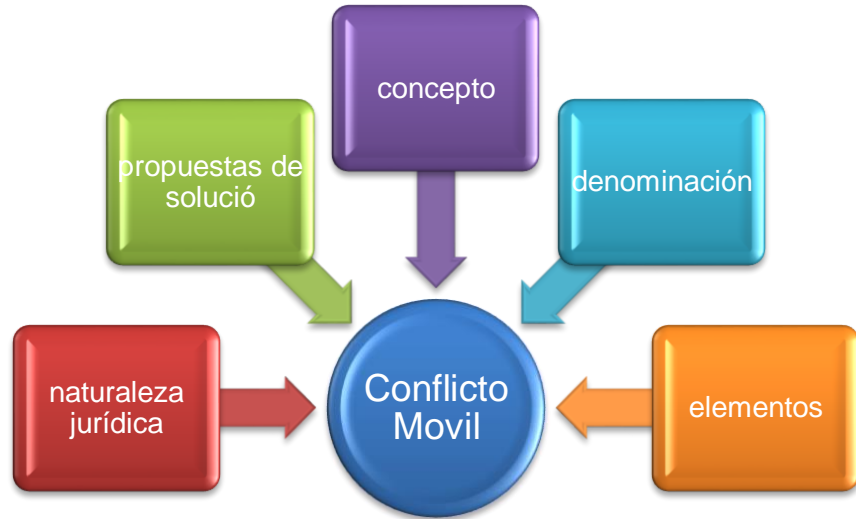 concepto
propuestas de
solució
denominación
naturaleza
jurídica
Conflicto
Movil
elementos